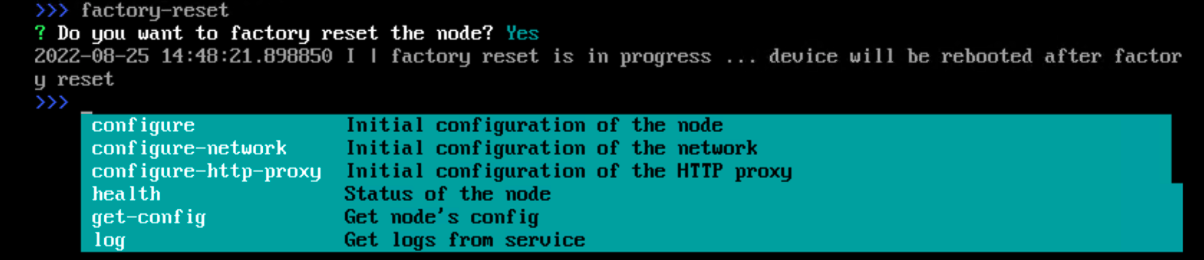 >>> factory-reset
? Do you want to factory reset the node? Yes
2022-08-25 14:48:21.898850 I | factory reset is in progress ... device will be rebooted after factor
y reset
>>> _
configure Initial configuration of the node
configure-network Initial configuration of the network
configure-http-proxy Initial configuration of the HTTP proxy
health Status of the node
get-config Get node's config
log Get logs from service